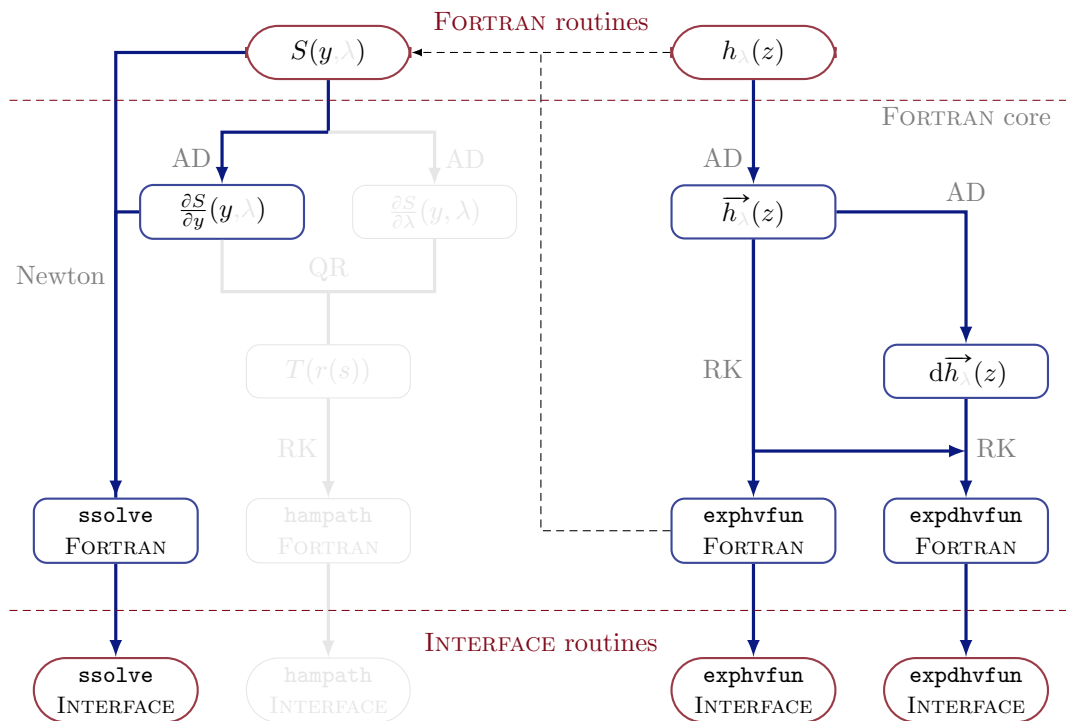 FORTRAN routines
S(y,λ)
h_λ(z)
FORTRAN core
AD
AD
AD
AD
∂S/∂y(y,λ)
∂S/∂λ(y, λ)
h⃗_λ(z)
Newton
QR
RK
T(r(s))
dh⃗_λ(z)
RK
RK
ssolve
FORTRAN
hampath
FORTRAN
exphvfun
FORTRAN
expdhvfun
FORTRAN
INTERFACE routines
ssolve
INTERFACE
hampath
INTERFACE
exphvfun
INTERFACE
expdhvfun
INTERFACE